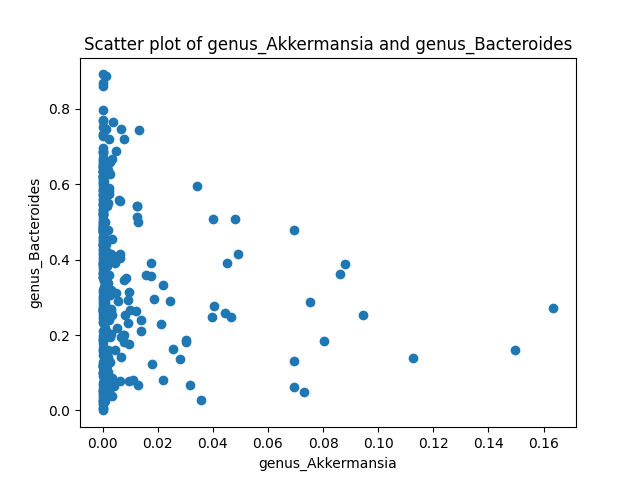 Scatter plot of genus_Akkermansia and genus_Bacteroides
genus_Bacteroides
0.8
0.6
0.4
0.2
0.0
0.00 0.02 0.04 0.06 0.08 0.10 0.12 0.14 0.16
genus_Akkermansia